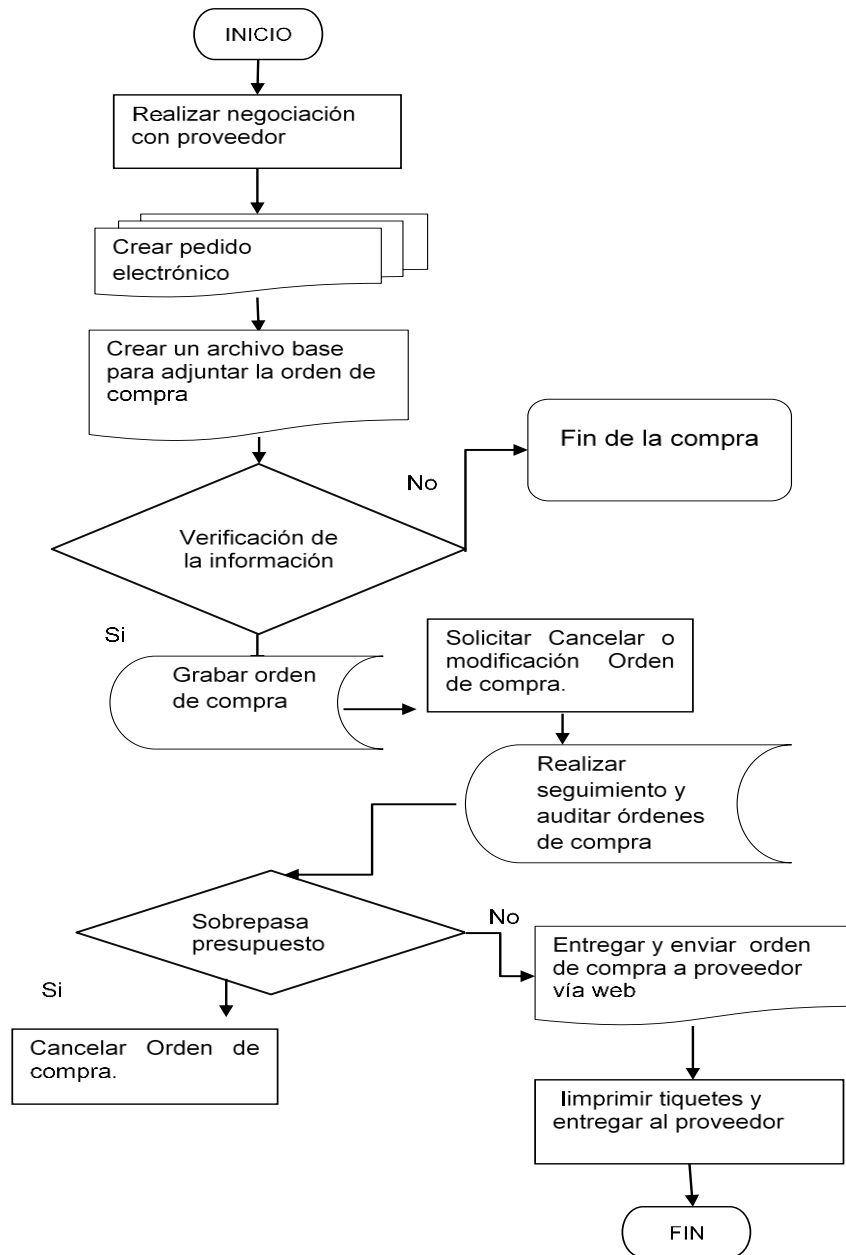 INICIO
Realizar negociación
con proveedor
Crear pedido
electrónico
Crear un archivo base
para adjuntar la orden de
compra
Fin de la compra
No
Verificación de
la información
Si
Grabar orden
de compra
Solicitar Cancelar o
modificación Orden
de compra.
Realizar
seguimiento y
auditar órdenes
de compra
Sobrepasa
presupuesto
No
Entregar y enviar orden
de compra a proveedor
vía web
Si
Cancelar Orden de
compra.
Iimprimir tiquetes y
entregar al proveedor
FIN